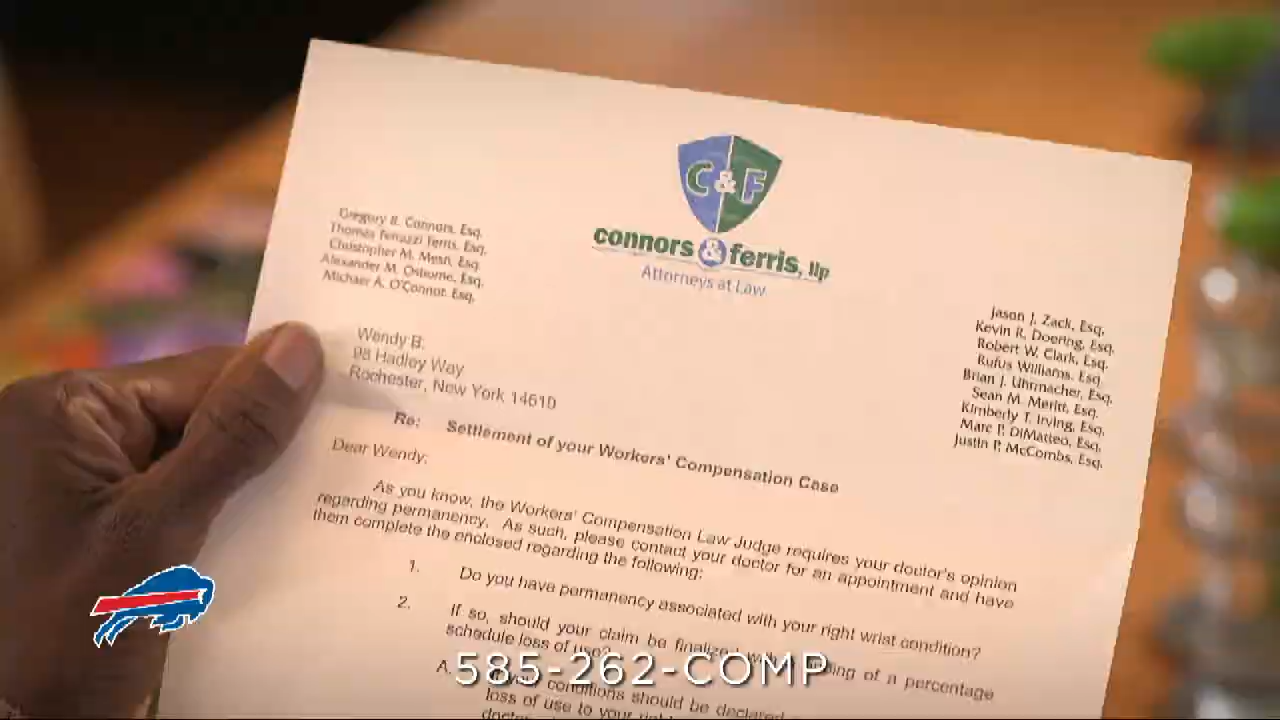 C & F
connors & ferris, llp
Attorneys at Law
Gregory R. Connors, Esq.
Thomas Ferruzzi Ferris, Esq.
Christopher M. Mesh, Esq.
Alexander M. Osborne, Esq.
Michael A. O'Connor, Esq.
Jason J. Zack, Esq.
Kevin R. Doering, Esq.
Robert W. Clark, Esq.
Rufus Williams, Esq.
Brian J. Uhrmacher, Esq.
Sean M. Meritt, Esq.
Kimberly T. Irving, Esq.
Marc P. DiMatteo, Esq.
Justin P. McCombs, Esq.
Wendy B.
98 Hadley Way
Rochester, New York 14610
Re: Settlement of your Workers' Compensation Case
Dear Wendy:
As you know, the Workers' Compensation Law Judge requires your doctor's opinion
regarding permanency. As such, please contact your doctor for an appointment and have
them complete the enclosed regarding the following:
1. Do you have permanency associated with your right wrist condition?
2. If so, should your claim be finalized of a percentage
schedule loss of use?
A. conditions should be declared
loss of use to your
585-262-COMP